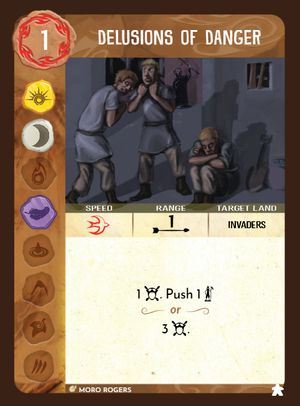 1
DELUSIONS OF DANGER
SPEED RANGE TARGET LAND
1 INVADERS
1 . Push 1
or
3 .
MORO ROGERS